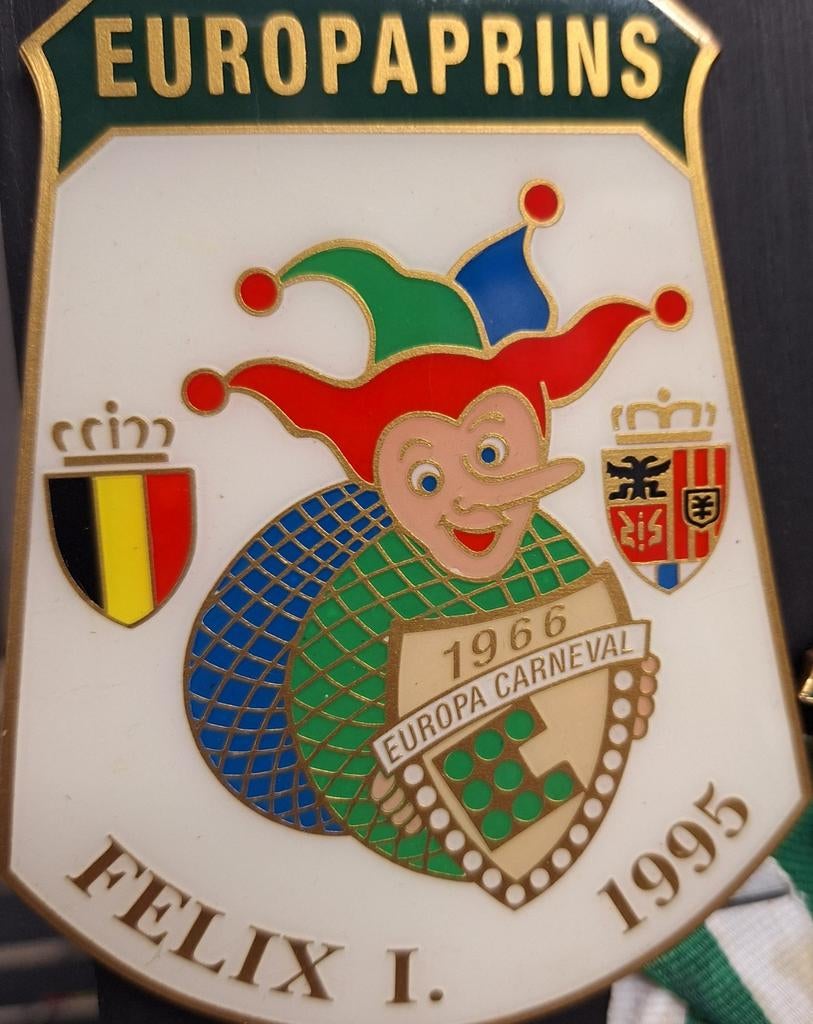 EUROPAPRINS
1966
EUROPA CARNEVAL
FELIX I. 1995